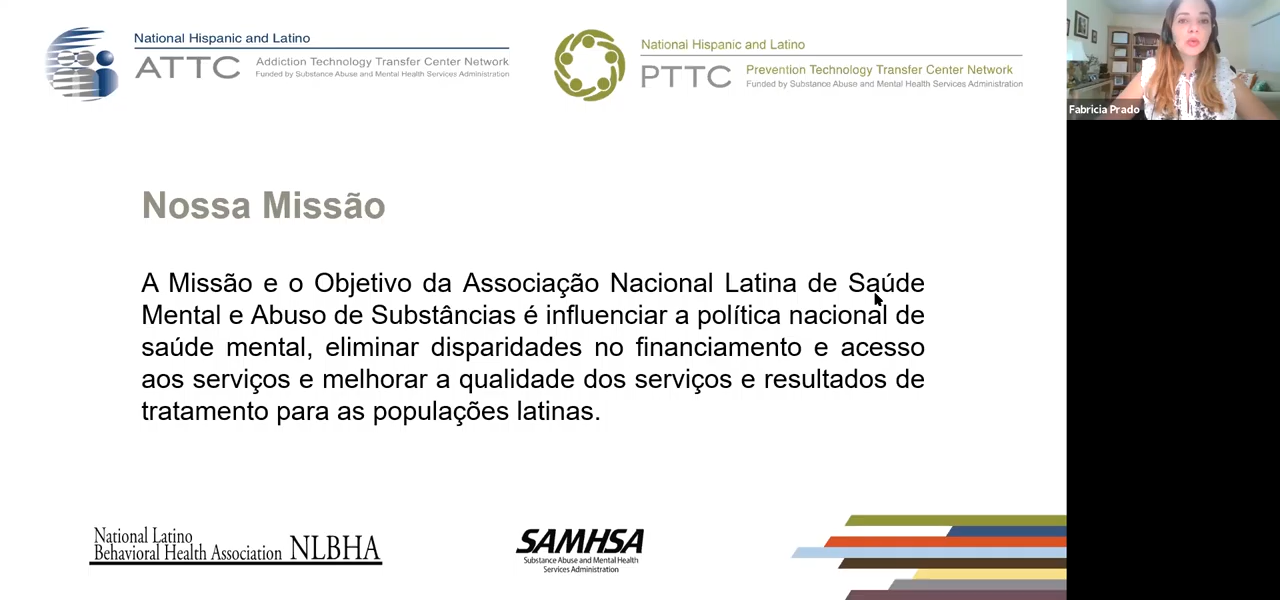 National Hispanic and Latino
ATTC
Addiction Technology Transfer Center Network
Funded by Substance Abuse and Mental Health Services Administration
National Hispanic and Latino
PTTC
Prevention Technology Transfer Center Network
Funded by Substance Abuse and Mental Health Services Administration
Fabricia Prado
Nossa Missão
A Missão e o Objetivo da Associação Nacional Latina de Saúde
Mental e Abuso de Substâncias é influenciar a política nacional de
saúde mental, eliminar disparidades no financiamento e acesso
aos serviços e melhorar a qualidade dos serviços e resultados de
tratamento para as populações latinas.
National Latino
Behavioral Health Association NLBHA
SAMHSA
Substance Abuse and Mental Health
Services Administration